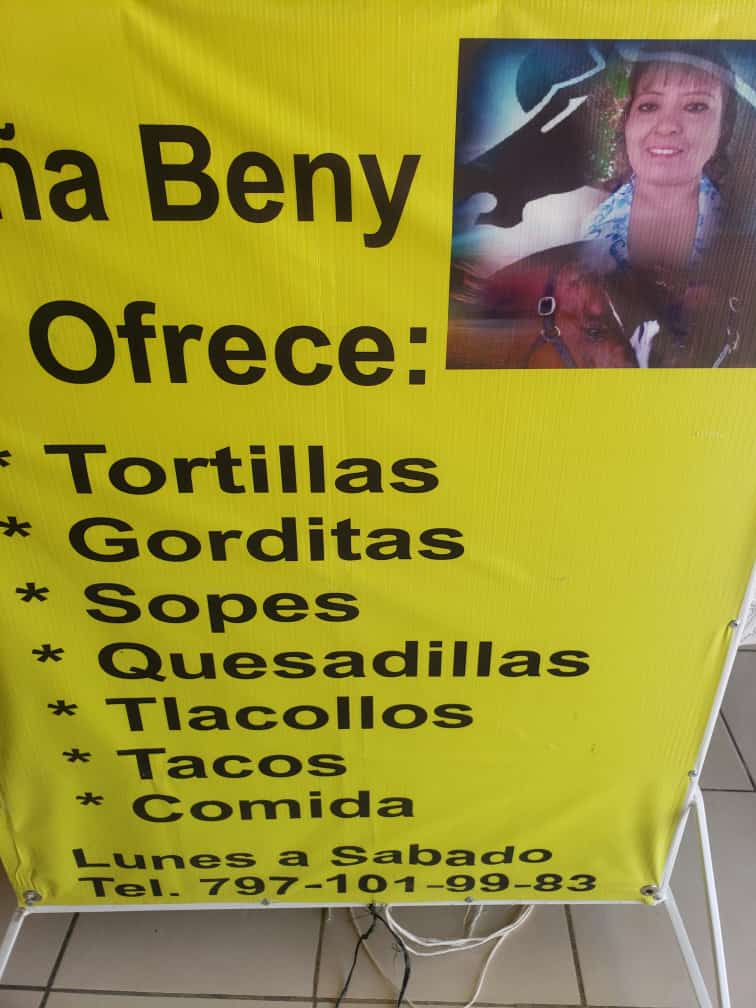 ña Beny
Ofrece:
* Tortillas
* Gorditas
* Sopes
* Quesadillas
* Tlacollos
* Tacos
* Comida
Lunes a Sabado
Tel. 797-101-99-83